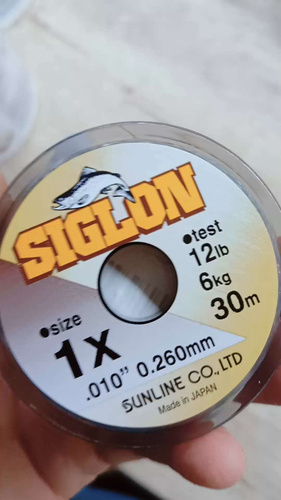 SIGLON
•test
12lb
6kg
30m
•size
1X
.010" 0.260mm
SUNLINE CO., LTD
Made in JAPAN